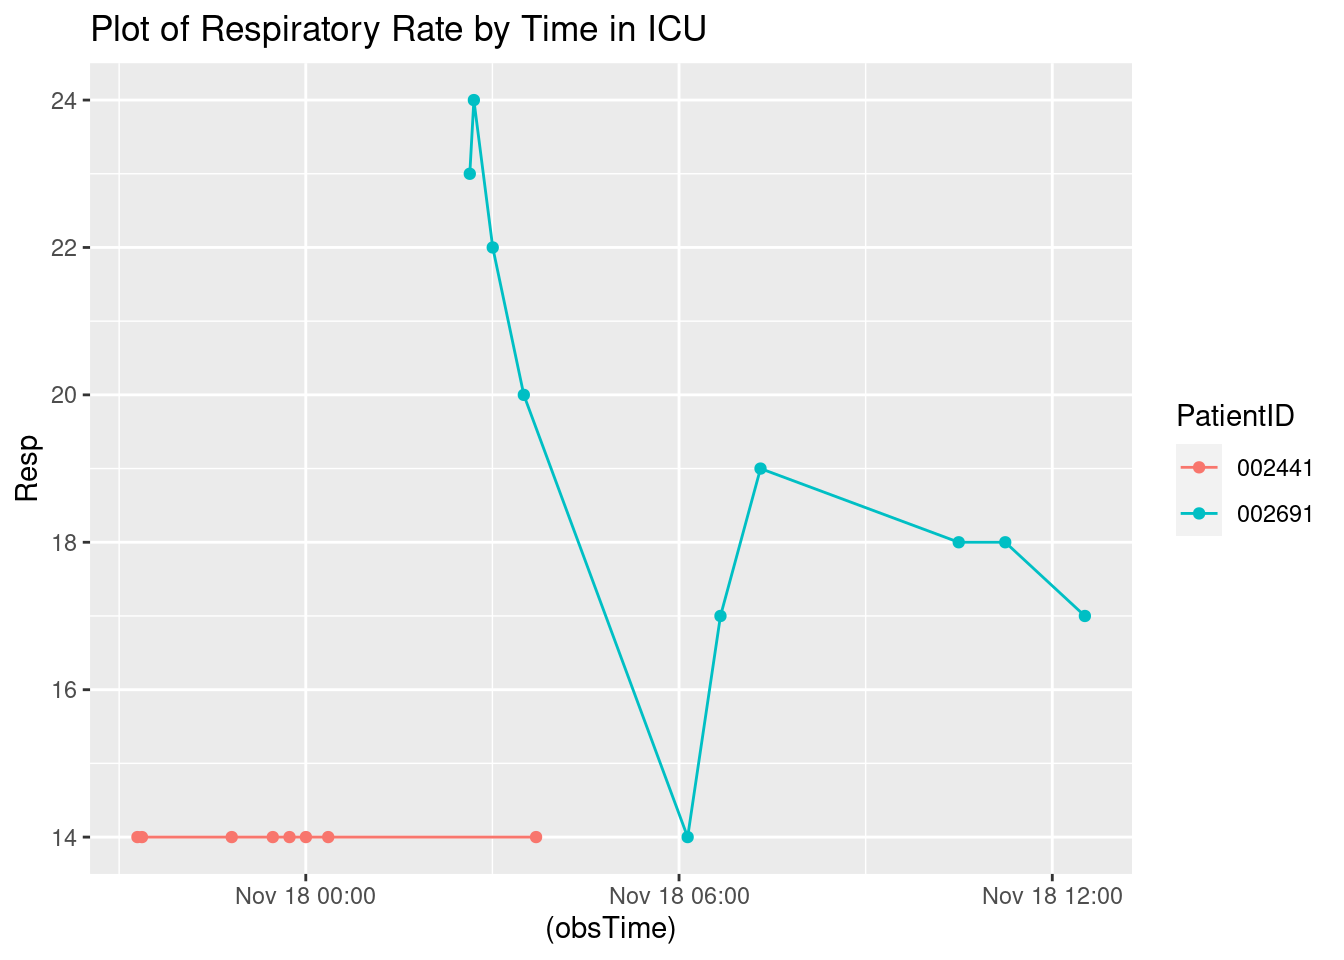 Plot of Respiratory Rate by Time in ICU
24
22
20
18
16
14
Resp
Nov 18 00:00
Nov 18 06:00
Nov 18 12:00
(obsTime)
PatientID
002441
002691